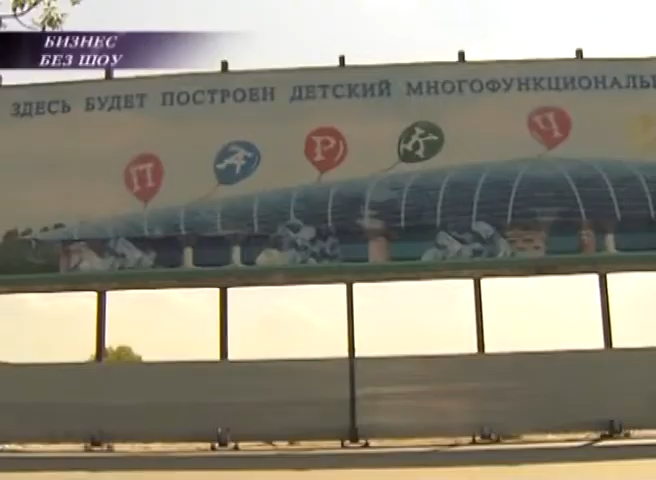 БИЗНЕС
БЕЗ ШОУ
ЗДЕСЬ БУДЕТ ПОСТРОЕН ДЕТСКИЙ МНОГОФУНКЦИОНАЛЬ
П А Р К Ч